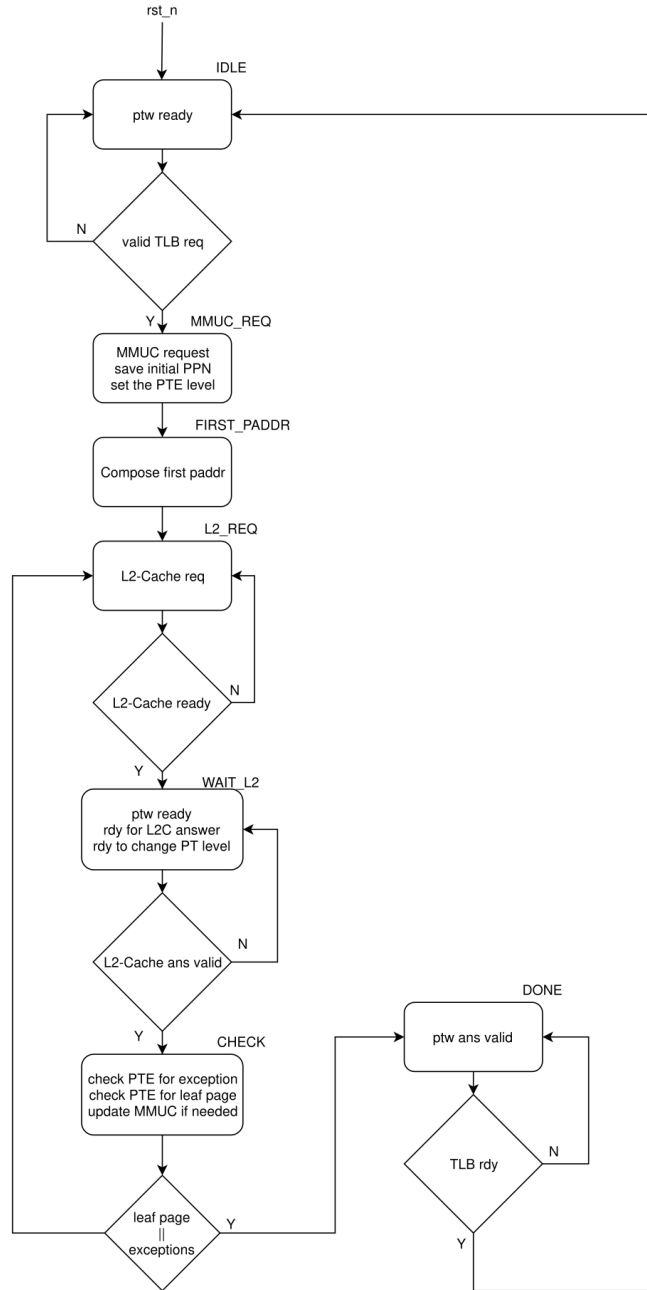 rst_n
IDLE
ptw ready
N
valid TLB req
Y
MMUC_REQ
MMUC request
save initial PPN
set the PTE level
FIRST_PADDR
Compose first paddr
L2_REQ
L2-Cache req
N
L2-Cache ready
Y
WAIT_L2
ptw ready
rdy for L2C answer
rdy to change PT level
N
L2-Cache ans valid
Y
CHECK
check PTE for exception
check PTE for leaf page
update MMUC if needed
leaf page
||
exceptions
Y
DONE
ptw ans valid
N
TLB rdy
Y